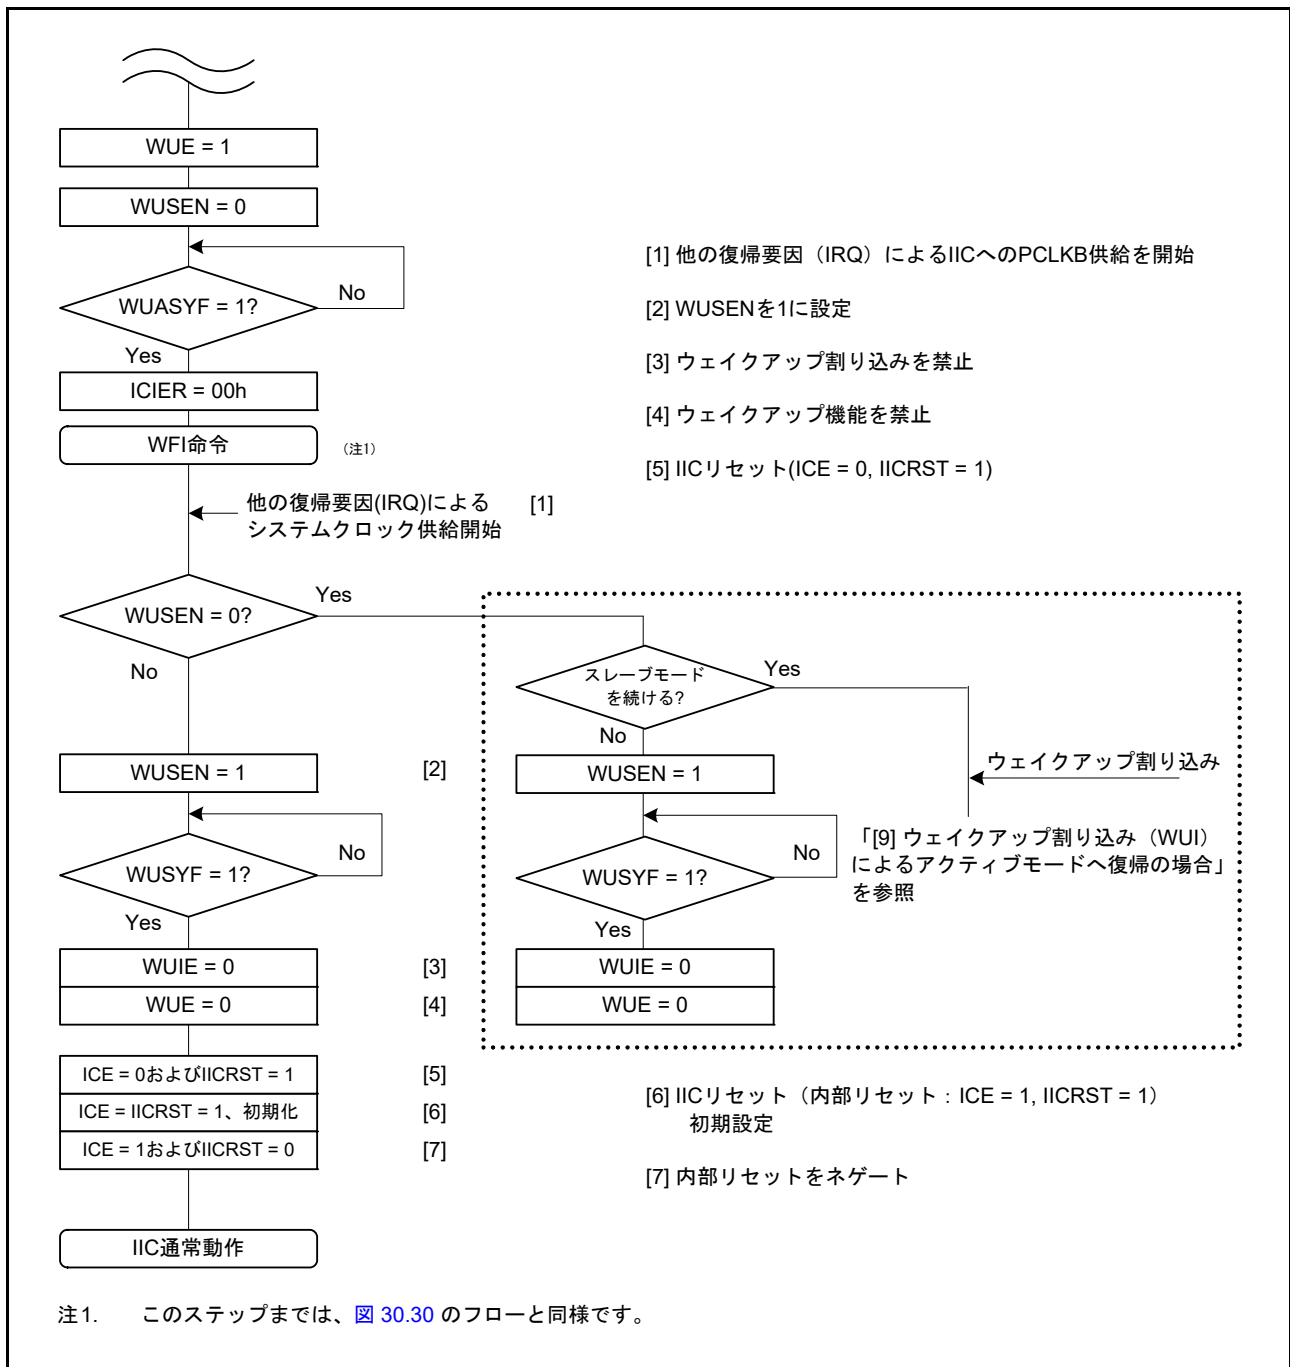 WUE = 1
WUSEN = 0
WUASYF = 1?
No
Yes
ICIER = 00h
WFI命令
（注1）
他の復帰要因(IRQ)による
システムクロック供給開始
[1]
WUSEN = 0?
Yes
No
WUSEN = 1
[2]
WUSYF = 1?
No
Yes
WUIE = 0
[3]
WUE = 0
[4]
ICE = 0およびIICRST = 1
[5]
ICE = IICRST = 1、初期化
[6]
ICE = 1およびIICRST = 0
[7]
IIC通常動作
[1] 他の復帰要因（IRQ）によるIICへのPCLKB供給を開始
[2] WUSENを1に設定
[3] ウェイクアップ割り込みを禁止
[4] ウェイクアップ機能を禁止
[5] IICリセット(ICE = 0, IICRST = 1)
スレーブモード
を続ける?
Yes
No
WUSEN = 1
WUSYF = 1?
No
Yes
WUIE = 0
WUE = 0
ウェイクアップ割り込み
「[9] ウェイクアップ割り込み（WUI）
によるアクティブモードへ復帰の場合」
を参照
[6] IICリセット（内部リセット：ICE = 1, IICRST = 1）
初期設定
[7] 内部リセットをネゲート
注1. このステップまでは、図 30.30 のフローと同様です。